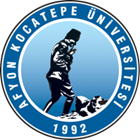 AFYON KOCATEPE ÜNİVERSİTESİ
1992